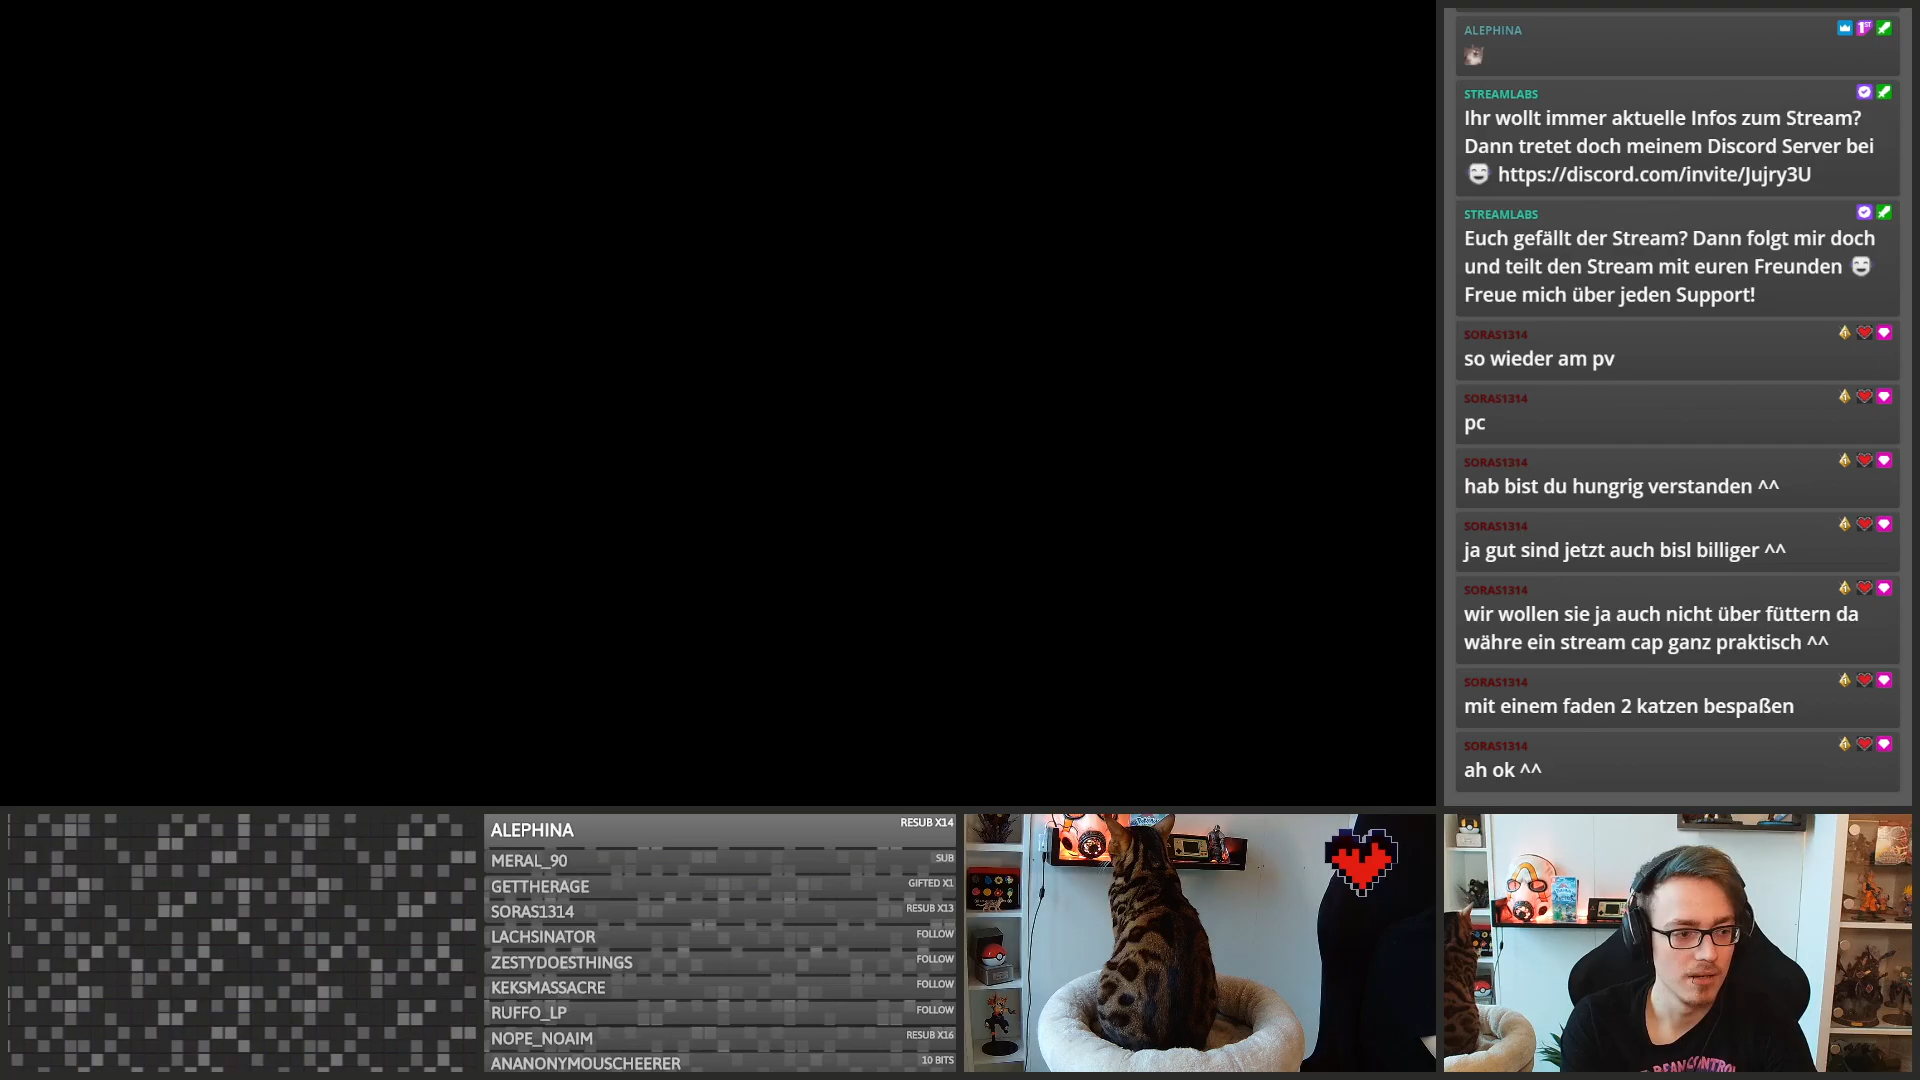 ALEPHINA
STREAMLABS
Ihr wollt immer aktuelle Infos zum Stream?
Dann tretet doch meinem Discord Server bei
https://discord.com/invite/Jujry3U
STREAMLABS
Euch gefällt der Stream? Dann folgt mir doch
und teilt den Stream mit euren Freunden
Freue mich über jeden Support!
SORAS1314
so wieder am pv
SORAS1314
pc
SORAS1314
hab bist du hungrig verstanden ^^
SORAS1314
ja gut sind jetzt auch bisl billiger ^^
SORAS1314
wir wollen sie ja auch nicht über füttern da
währe ein stream cap ganz praktisch ^^
SORAS1314
mit einem faden 2 katzen bespaßen
SORAS1314
ah ok ^^
ALEPHINA RESUB X14
MERAL_90 SUB
GETTHERAGE GIFTED X1
SORAS1314 RESUB X13
LACHSINATOR FOLLOW
ZESTYDOESTHINGS FOLLOW
KEKSMASSACRE FOLLOW
RUFFO_LP FOLLOW
NOPE_NOAIM RESUB X16
ANANONYMOUSCHEERER 10 BITS